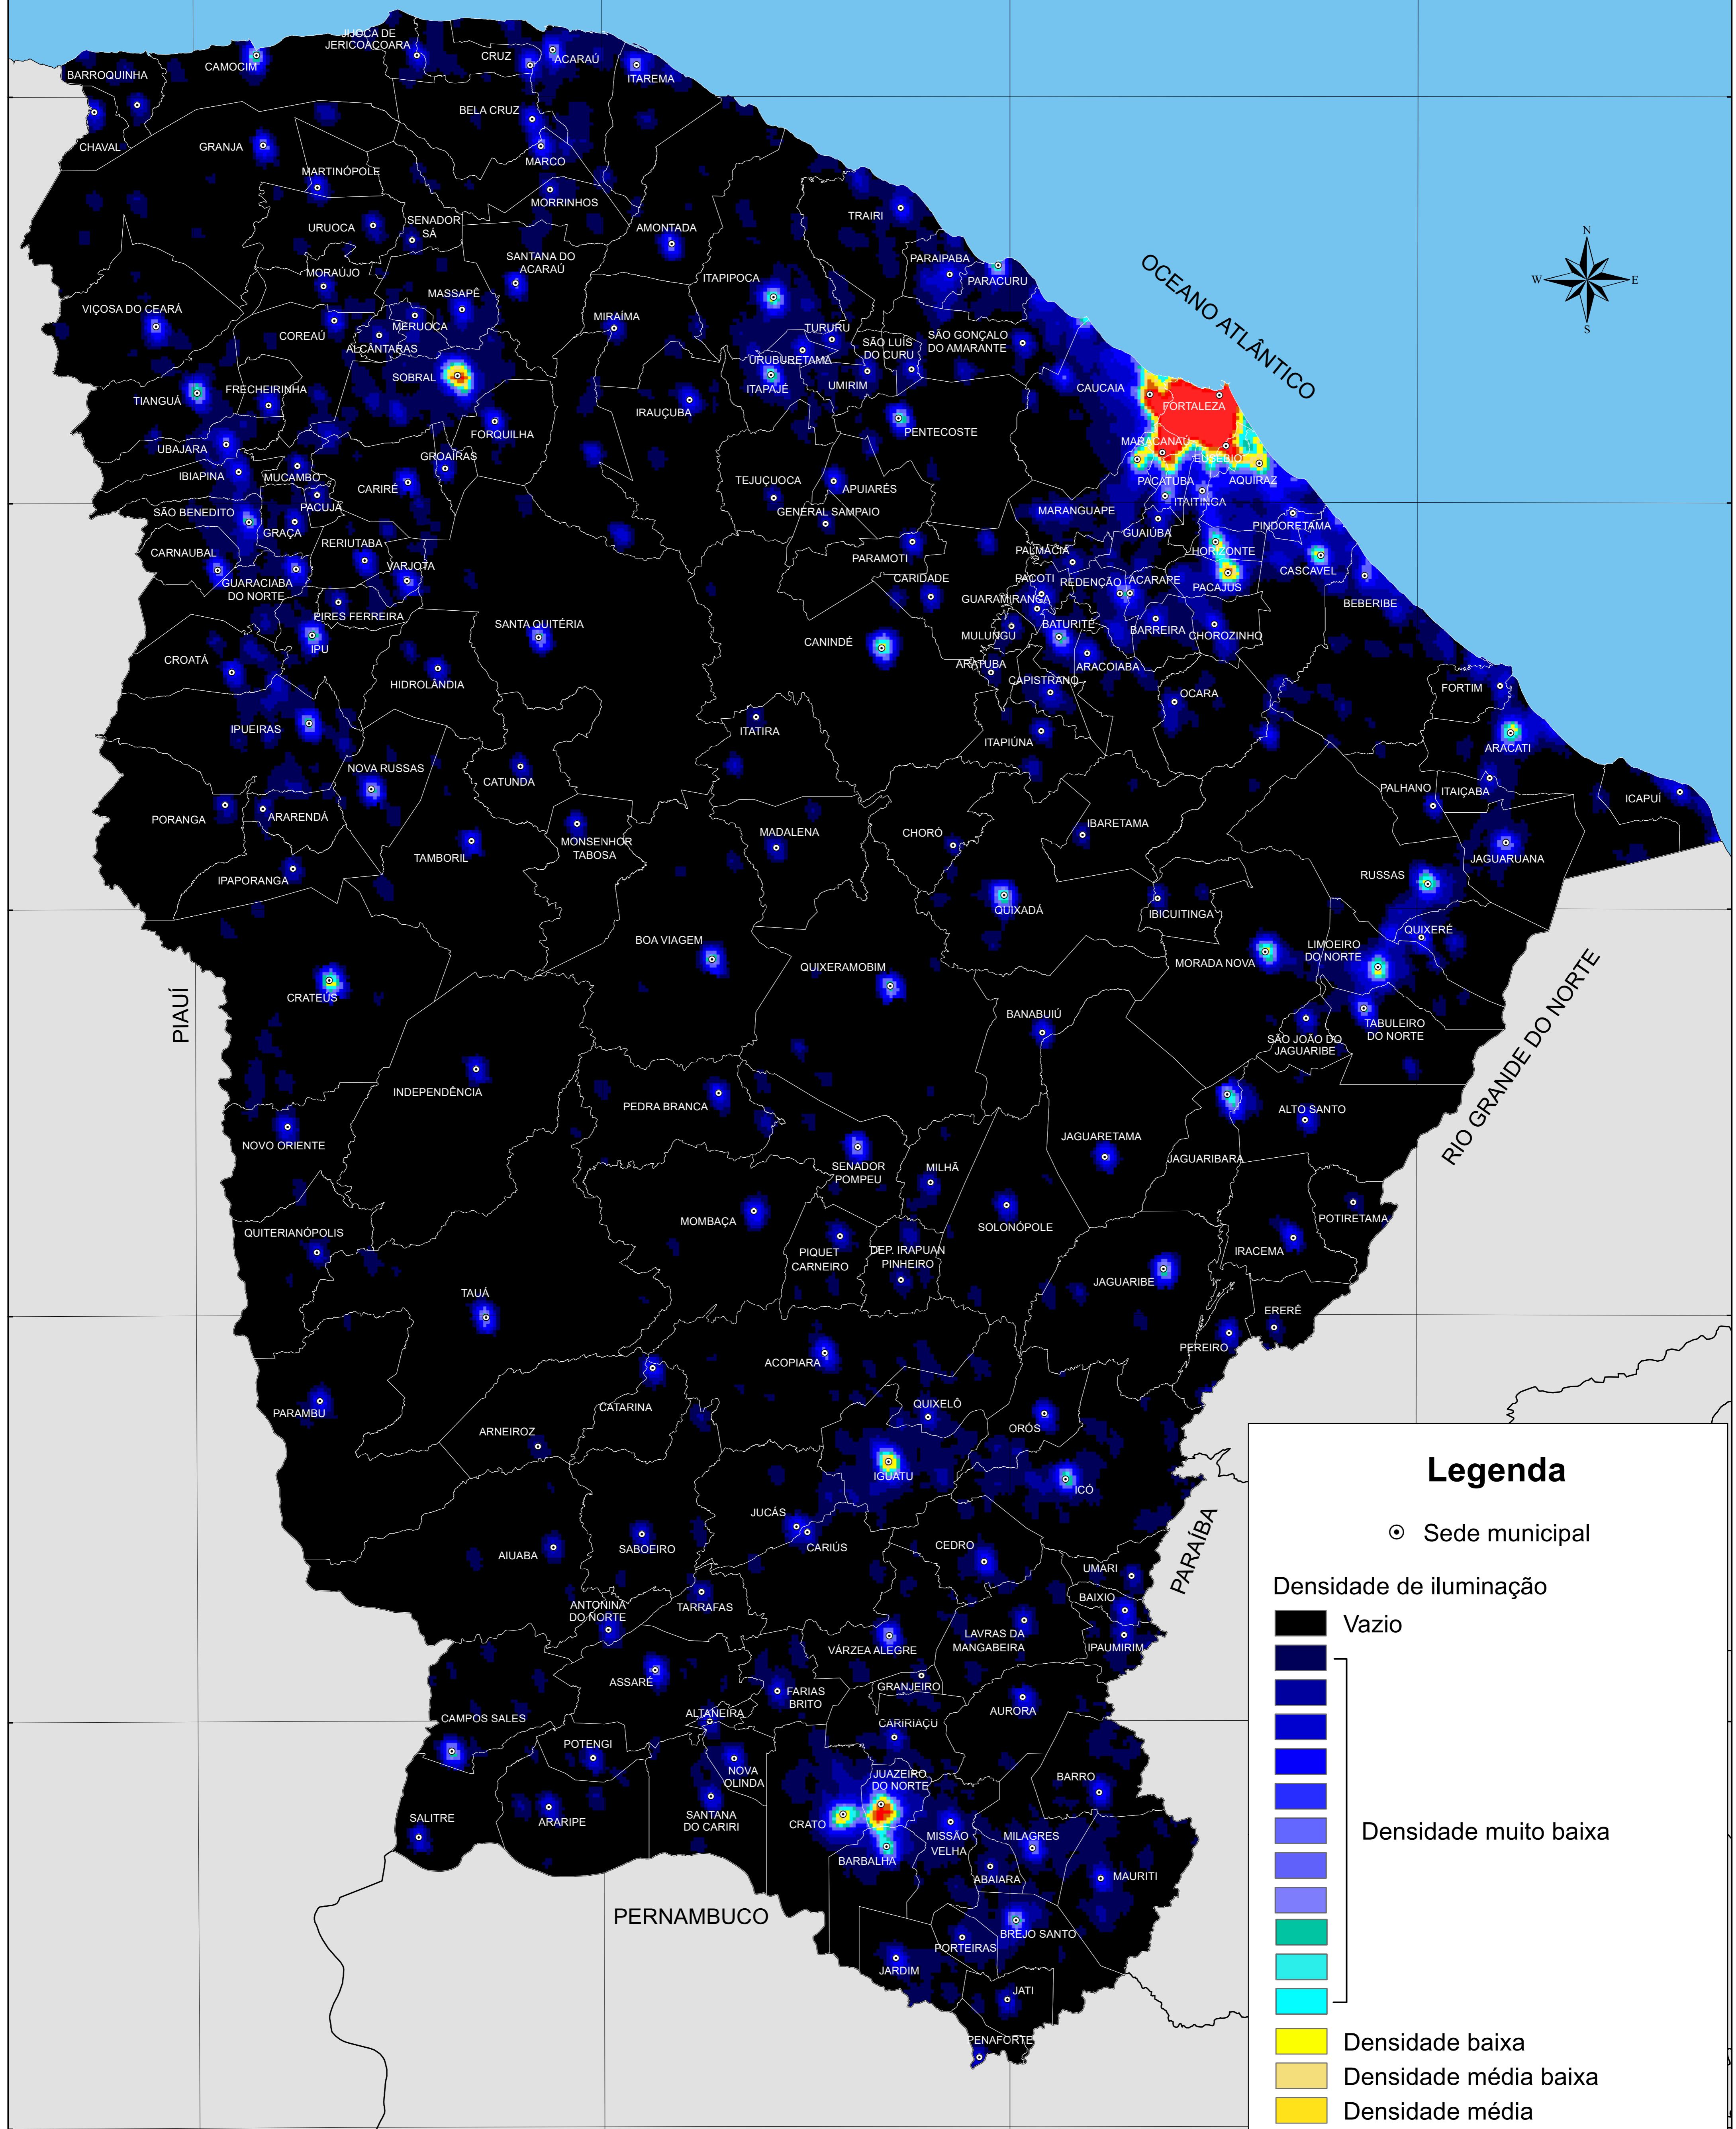 JIJOCA DE
JERICOACOARA
CRUZ
ACARAÚ
BARROQUINHA
CAMOCIM
ITAREMA
BELA CRUZ
CHAVAL
GRANJA
MARCO
MARTINÓPOLE
MORRINHOS
TRAIRI
URUOCA
SENADOR
SÁ
AMONTADA
N
W
E
S
SANTANA DO
ACARAÚ
PARAIPABA
OCEANO ATLÂNTICO
MORAÚJO
ITAPIPOCA
PARACURU
MASSAPÊ
VIÇOSA DO CEARÁ
MIRAÍMA
MERUOCA
TURURU
COREAÚ
SÃO GONÇALO
DO AMARANTE
ALCÂNTARAS
SÃO LUÍS
DO CURU
URUBURETAMA
SOBRAL
FRECHEIRINHA
ITAPAJÉ
UMIRIM
CAUCAIA
TIANGUÁ
IRAUÇUBA
FORTALEZA
FORQUILHA
PENTECOSTE
UBAJARA
MARACANAÚ
GROAÍRAS
EUSÉBIO
IBIAPINA
MUCAMBO
CARIRÉ
TEJUÇUOCA
APUIARÉS
PACATUBA
AQUIRAZ
PACUJÁ
ITAITINGA
SÃO BENEDITO
GENERAL SAMPAIO
MARANGUAPE
GRAÇA
GUAIÚBA
PINDORETAMA
RERIUTABA
CARNAUBAL
PARAMOTI
PALMÁCIA
HORIZONTE
VARJOTA
CASCAVEL
GUARACIABA
DO NORTE
CARIDADE
PACOTI
REDENÇÃO
ACARAPE
PACAJUS
GUARAMIRANGA
BEBERIBE
PIRES FERREIRA
SANTA QUITÉRIA
BATURITÉ
BARREIRA
MULUNGU
CHOROZINHO
IPU
CANINDÉ
CROATÁ
ARATUBA
ARACOIABA
HIDROLÂNDIA
CAPISTRANO
FORTIM
OCARA
IPUEIRAS
ITATIRA
ITAPIÚNA
ARACATI
NOVA RUSSAS
CATUNDA
PALHANO
ITAIÇABA
ICAPUÍ
PORANGA
ARARENDÁ
IBARETAMA
MADALENA
CHORÓ
MONSENHOR
TABOSA
TAMBORIL
JAGUARUANA
IPAPORANGA
RUSSAS
QUIXADÁ
IBICUITINGA
QUIXERÉ
BOA VIAGEM
LIMOEIRO
DO NORTE
MORADA NOVA
QUIXERAMOBIM
CRATEÚS
PIAUÍ
RIO GRANDE DO NORTE
BANABUIÚ
TABULEIRO
DO NORTE
SÃO JOÃO DO
JAGUARIBE
INDEPENDÊNCIA
PEDRA BRANCA
ALTO SANTO
NOVO ORIENTE
JAGUARETAMA
JAGUARIBARA
SENADOR
POMPEU
MILHÃ
MOMBAÇA
SOLONÓPOLE
POTIRETAMA
QUITERIANÓPOLIS
PIQUET
CARNEIRO
DEP. IRAPUAN
PINHEIRO
IRACEMA
JAGUARIBE
TAUÁ
ERERÊ
PEREIRO
ACOPIARA
CATARINA
QUIXELÔ
PARAMBU
ARNEIROZ
ORÓS
IGUATU
ICÓ
JUCÁS
CARIÚS
PARAÍBA
AIUABA
SABOEIRO
CEDRO
UMARI
TARRAFAS
BAIXIO
ANTONINA
DO NORTE
LAVRAS DA
MANGABEIRA
IPAUMIRIM
VÁRZEA ALEGRE
ASSARÉ
FARIAS
BRITO
GRANJEIRO
AURORA
ALTANEIRA
CAMPOS SALES
CARIRIAÇU
POTENGI
NOVA
OLINDA
JUAZEIRO
DO NORTE
BARRO
SALITRE
ARARIPE
SANTANA
DO CARIRI
CRATO
MISSÃO
VELHA
MILAGRES
BARBALHA
ABAIARA
MAURITI
PERNAMBUCO
BREJO SANTO
PORTEIRAS
JARDIM
JATI
PENAFORTE
Legenda
Sede municipal
Densidade de iluminação
Vazio
Densidade muito baixa
Densidade baixa
Densidade média baixa
Densidade média